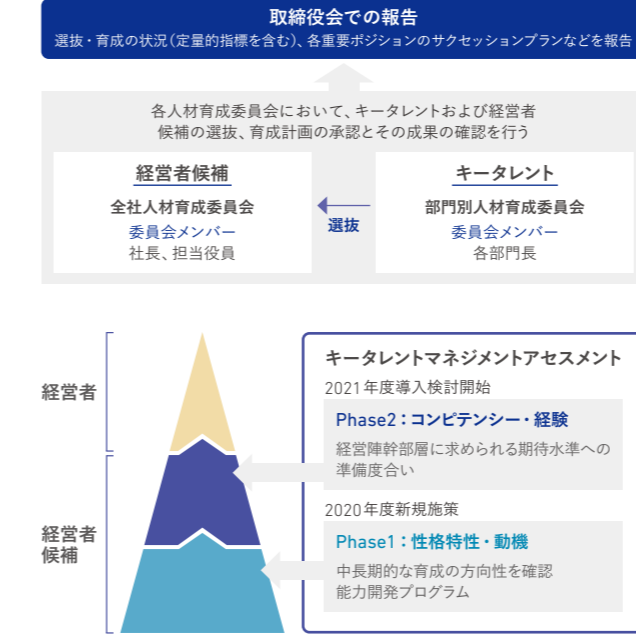 取締役会での報告
選抜・育成の状況(定量的指標を含む)、各重要ポジションのサクセッションプランなどを報告
各人材育成委員会において、キータレントおよび経営者
候補の選抜、育成計画の承認とその成果の確認を行う
経営者候補
全社人材育成委員会
委員会メンバー
社長、担当役員
選抜
キータレント
部門別人材育成委員会
委員会メンバー
各部門長
経営者
経営者
候補
キータレントマネジメントアセスメント
2021年度導入検討開始
Phase2：コンピテンシー・経験
経営陣幹部層に求められる期待水準への
準備度合い
2020年度新規施策
Phase1：性格特性・動機
中長期的な育成の方向性を確認
能力開発プログラム